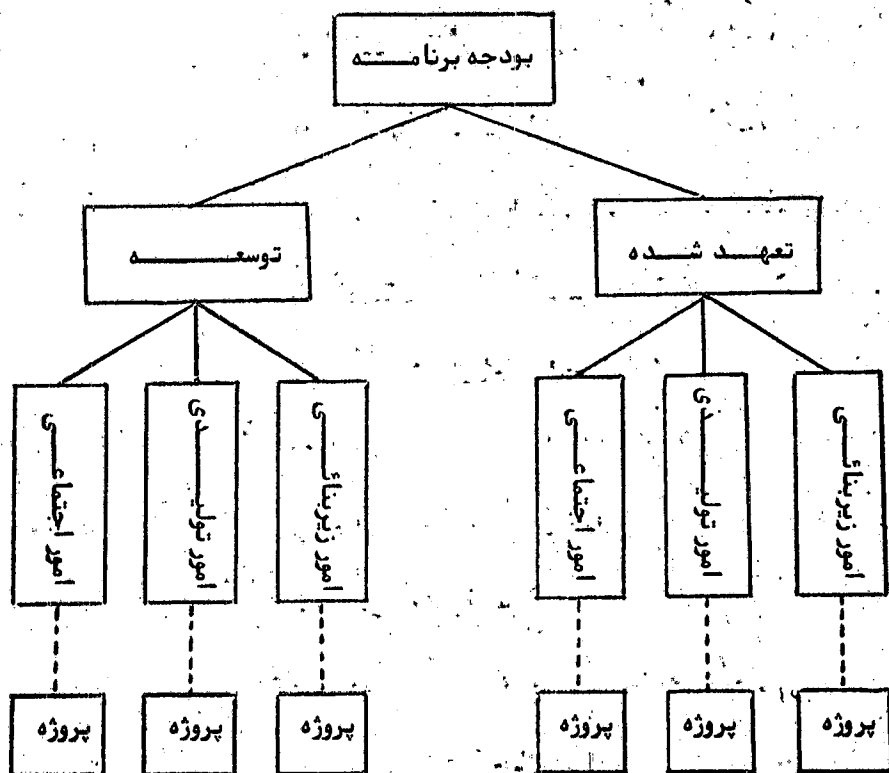 بودجه برنامه
تعهد شده
توسعه
امور زیربنائی
امور تولیدی
امور اجتماعی
امور زیربنائی
امور تولیدی
امور اجتماعی
پروژه
پروژه
پروژه
پروژه
پروژه
پروژه